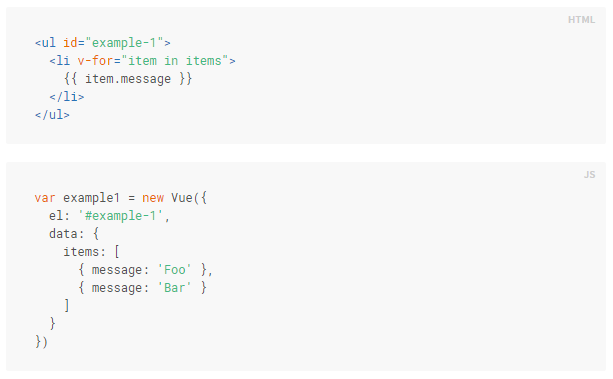 HTML
<ul id="example-1">
  <li v-for="item in items">
    {{ item.message }}
  </li>
</ul>
JS
var example1 = new Vue({
  el: '#example-1',
  data: {
    items: [
      { message: 'Foo' },
      { message: 'Bar' }
    ]
  }
})